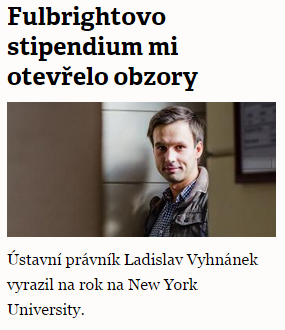 Fulbrightovo
stipendium mi
otevřelo obzory
Ústavní právník Ladislav Vyhnánek
vyrazil na rok na New York
University.